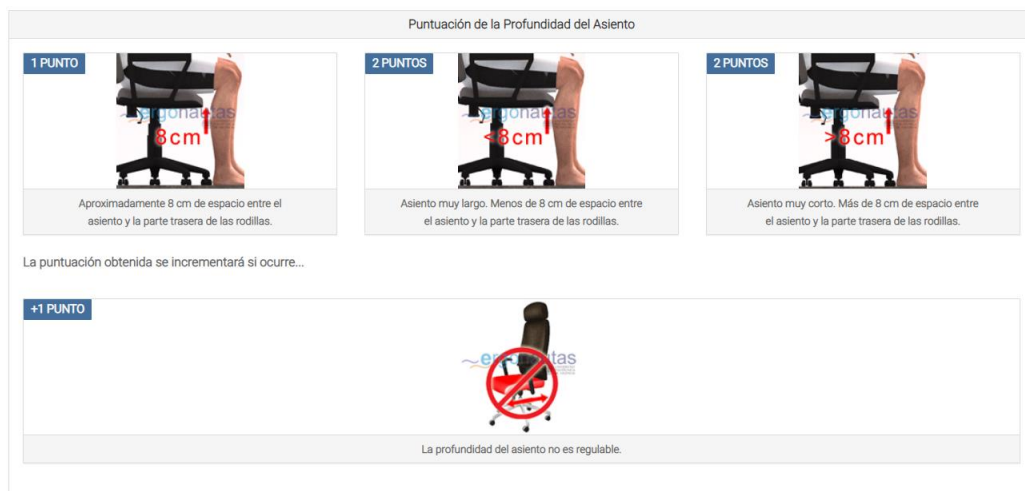 Puntuación de la Profundidad del Asiento
1 PUNTO
ergonautas
8cm
Aproximadamente 8 cm de espacio entre el
asiento y la parte trasera de las rodillas.
2 PUNTOS
ergonautas
<8cm
Asiento muy largo. Menos de 8 cm de espacio entre
el asiento y la parte trasera de las rodillas.
2 PUNTOS
ergonautas
>8cm
Asiento muy corto. Más de 8 cm de espacio entre
el asiento y la parte trasera de las rodillas.
La puntuación obtenida se incrementará si ocurre...
+1 PUNTO
ergonautas
La profundidad del asiento no es regulable.